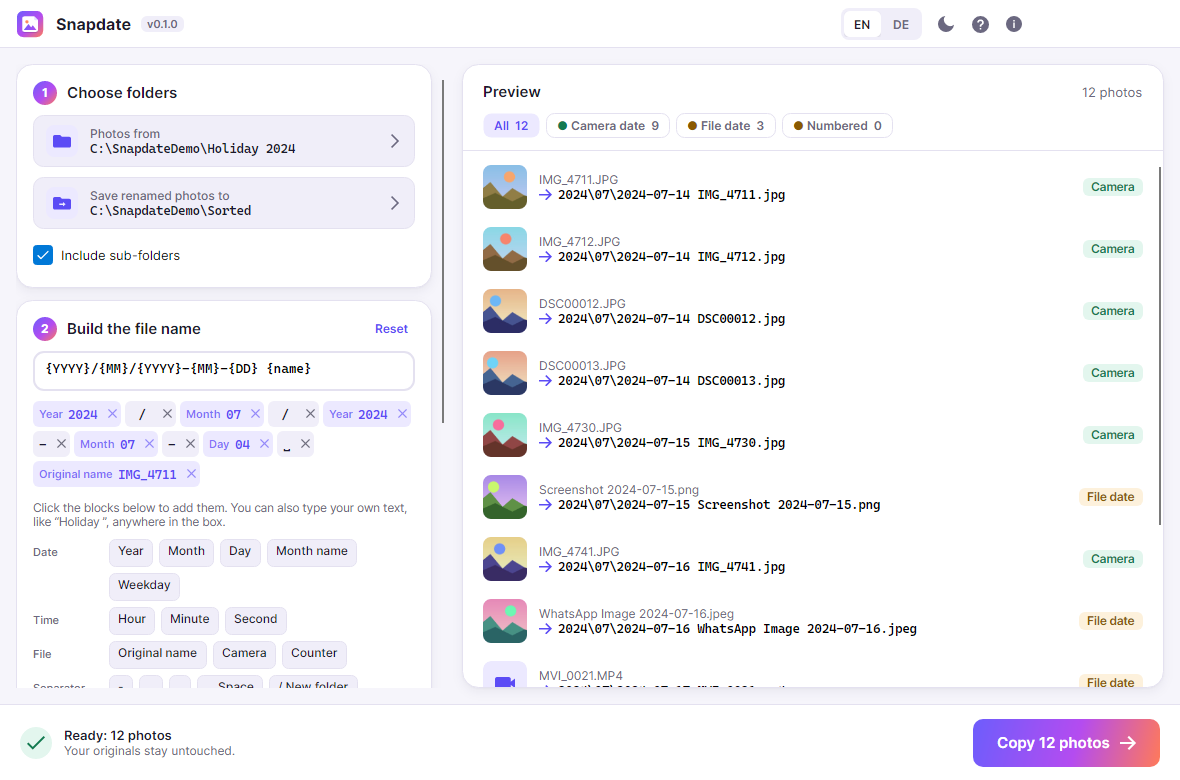 Snapdate v0.1.0
EN DE
1 Choose folders
Photos from
C:\SnapdateDemo\Holiday 2024
Save renamed photos to
C:\SnapdateDemo\Sorted
Include sub-folders
2 Build the file name Reset
{YYYY}/{MM}/{YYYY}-{MM}-{DD} {name}
Year 2024 × / × Month 07 × / × Year 2024 ×
- × Month 07 × - × Day 04 × ␣ ×
Original name IMG_4711 ×
Click the blocks below to add them. You can also type your own text,
like “Holiday “, anywhere in the box.
Date Year Month Day Month name
Weekday
Time Hour Minute Second
File Original name Camera Counter
Separator Space / New folder
Preview 12 photos
All 12 Camera date 9 File date 3 Numbered 0
IMG_4711.JPG
→ 2024\07\2024-07-14 IMG_4711.jpg Camera
IMG_4712.JPG
→ 2024\07\2024-07-14 IMG_4712.jpg Camera
DSC00012.JPG
→ 2024\07\2024-07-14 DSC00012.jpg Camera
DSC00013.JPG
→ 2024\07\2024-07-14 DSC00013.jpg Camera
IMG_4730.JPG
→ 2024\07\2024-07-15 IMG_4730.jpg Camera
Screenshot 2024-07-15.png
→ 2024\07\2024-07-15 Screenshot 2024-07-15.png File date
IMG_4741.JPG
→ 2024\07\2024-07-16 IMG_4741.jpg Camera
WhatsApp Image 2024-07-16.jpeg
→ 2024\07\2024-07-16 WhatsApp Image 2024-07-16.jpeg File date
MVI_0021.MP4
File date
Ready: 12 photos
Your originals stay untouched.
Copy 12 photos →